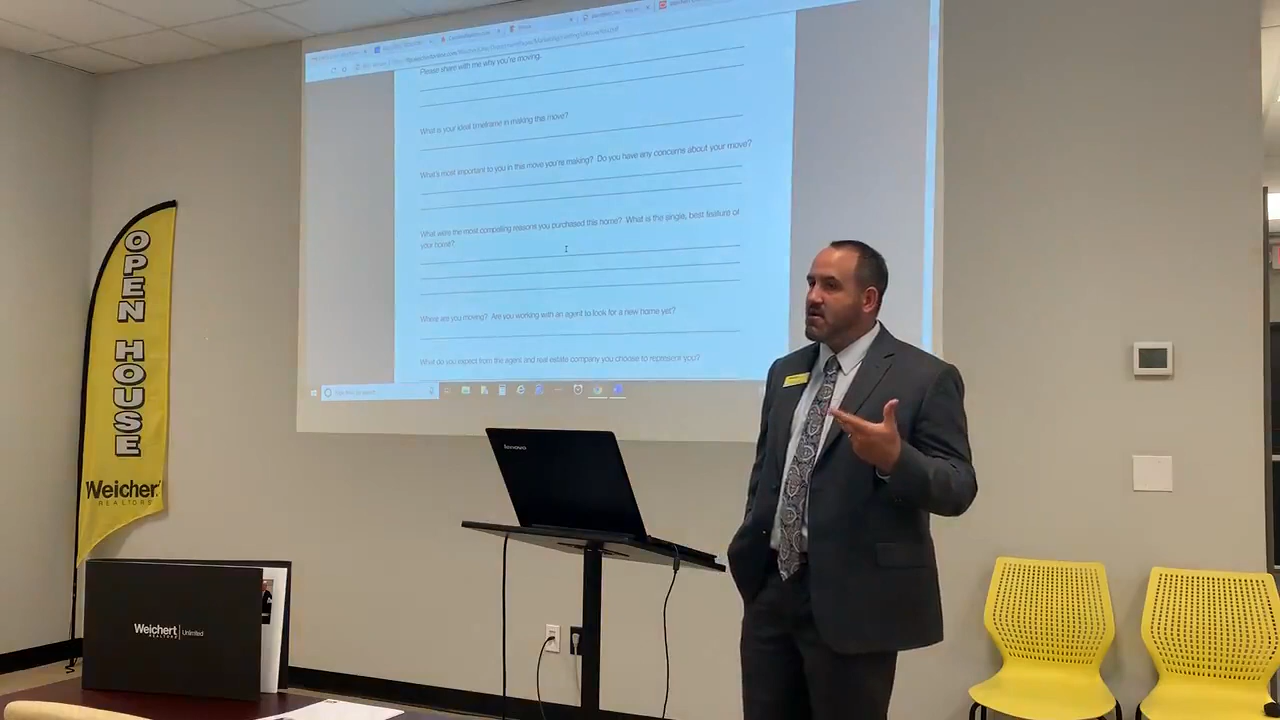 Please share with me why you're moving.
What is your ideal timeframe in making this move?
What's most important to you in this move you're making? Do you have any concerns about your move?
What were the most compelling reasons you purchased this home? What is the single, best feature of
your home?
Where are you moving? Are you working with an agent to look for a new home yet?
What do you expect from the agent and real estate company you choose to represent you?
OPEN HOUSE
Weichert
REALTORS
lenovo
Weichert Unlimited
REALTORS